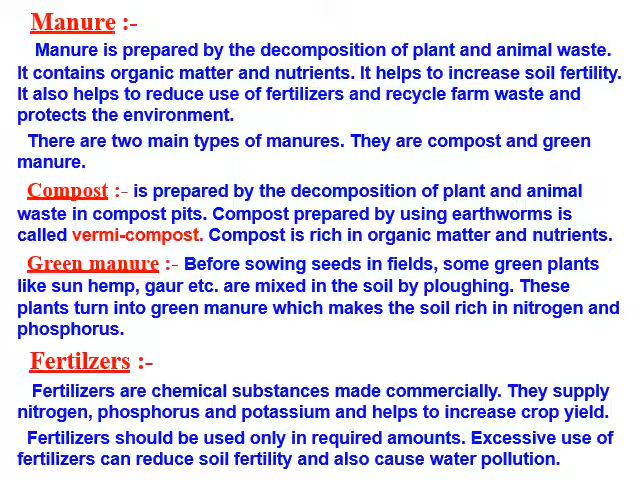 Manure :-
Manure is prepared by the decomposition of plant and animal waste.
It contains organic matter and nutrients. It helps to increase soil fertility.
It also helps to reduce use of fertilizers and recycle farm waste and
protects the environment.
There are two main types of manures. They are compost and green
manure.
Compost :- is prepared by the decomposition of plant and animal
waste in compost pits. Compost prepared by using earthworms is
called vermi-compost. Compost is rich in organic matter and nutrients.
Green manure :- Before sowing seeds in fields, some green plants
like sun hemp, gaur etc. are mixed in the soil by ploughing. These
plants turn into green manure which makes the soil rich in nitrogen and
phosphorus.
Fertilzers :-
Fertilizers are chemical substances made commercially. They supply
nitrogen, phosphorus and potassium and helps to increase crop yield.
Fertilizers should be used only in required amounts. Excessive use of
fertilizers can reduce soil fertility and also cause water pollution.